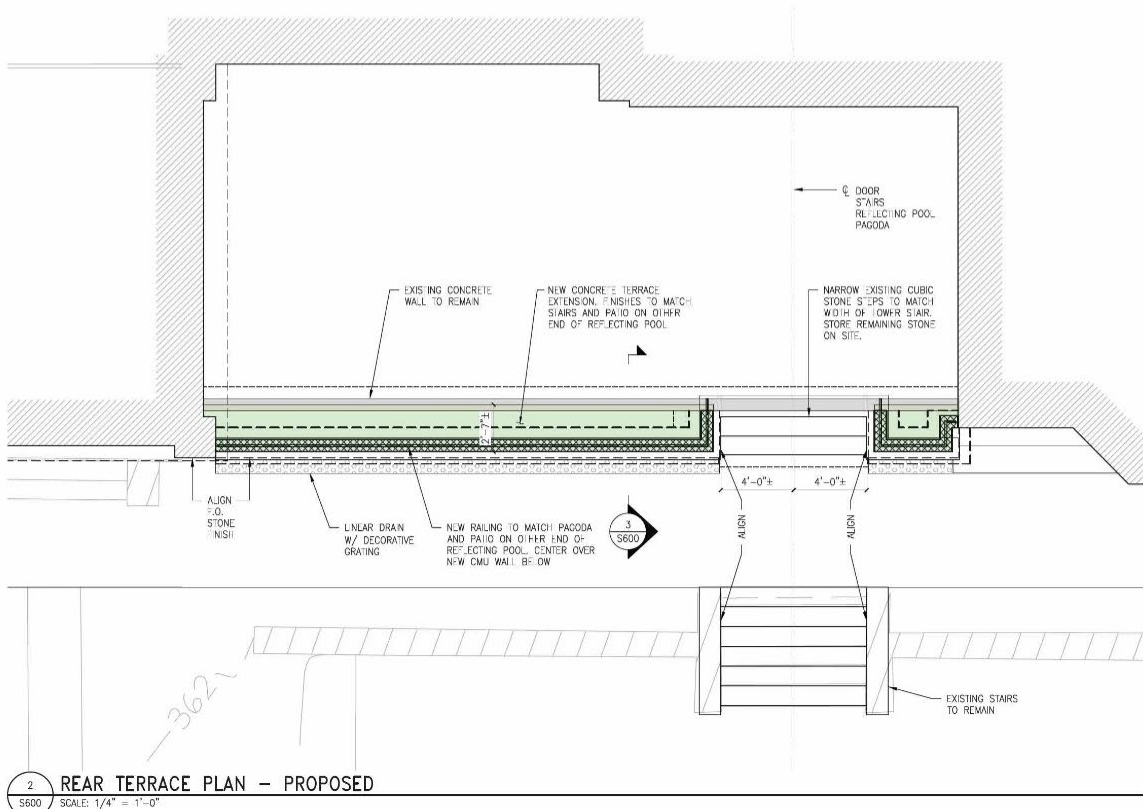 ℄ DOOR
STAIRS
REFLECTING POOL
PAGODA
EXISTING CONCRETE
WALL TO REMAIN
NEW CONCRETE TERRACE
EXTENSION. FINISHES TO MATCH
STAIRS AND PATIO ON OTHER
END OF REFLECTING POOL
NARROW EXISTING CUBIC
STONE STEPS TO MATCH
WIDTH OF LOWER STAIR.
STORE REMAINING STONE
ON SITE.
2'-7"±
4'-0"± 4'-0"±
ALIGN
F.O.
STONE
FINISH
LINEAR DRAIN
W/ DECORATIVE
GRATING
NEW RAILING TO MATCH PAGODA
AND PATIO ON OTHER END OF
REFLECTING POOL. CENTER OVER
NEW CMU WALL BELOW
3
S600
ALIGN
ALIGN
362
EXISTING STAIRS
TO REMAIN
2
S600
REAR TERRACE PLAN - PROPOSED
SCALE: 1/4" = 1'-0"